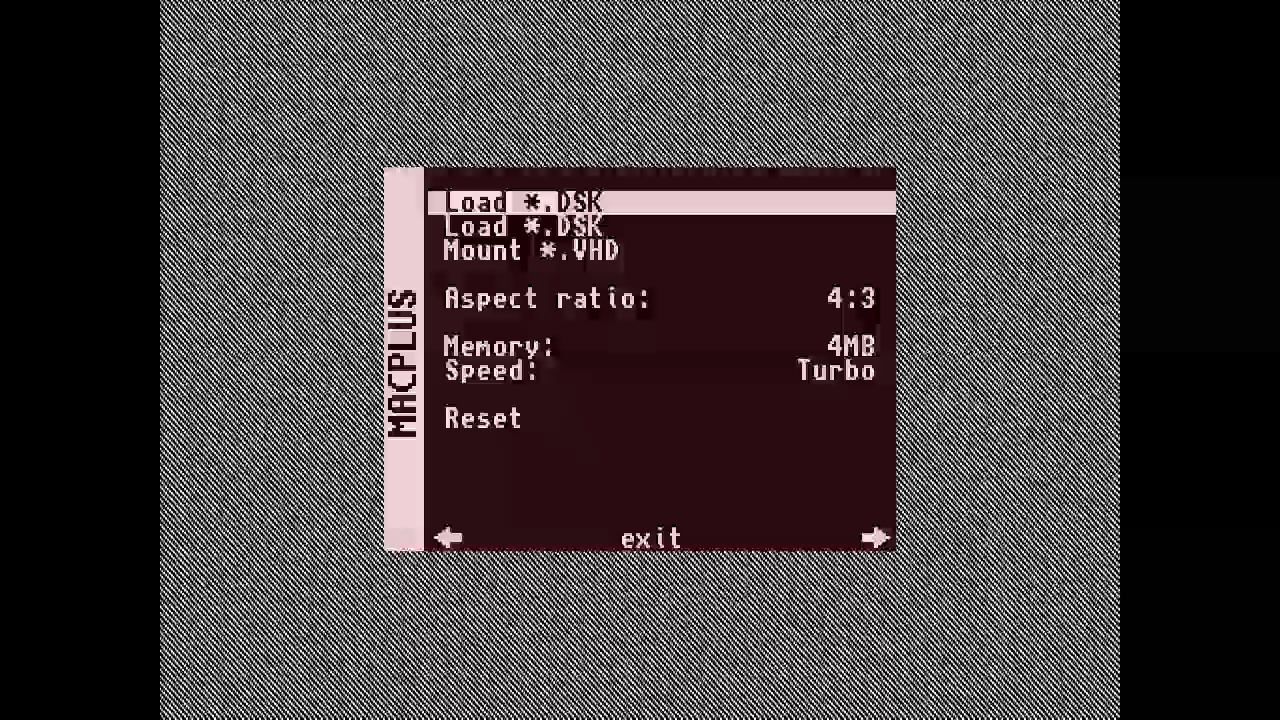 MACPLUS
Load *.DSK
Load *.DSK
Mount *.VHD
Aspect ratio: 4:3
Memory: 4MB
Speed: Turbo
Reset
exit